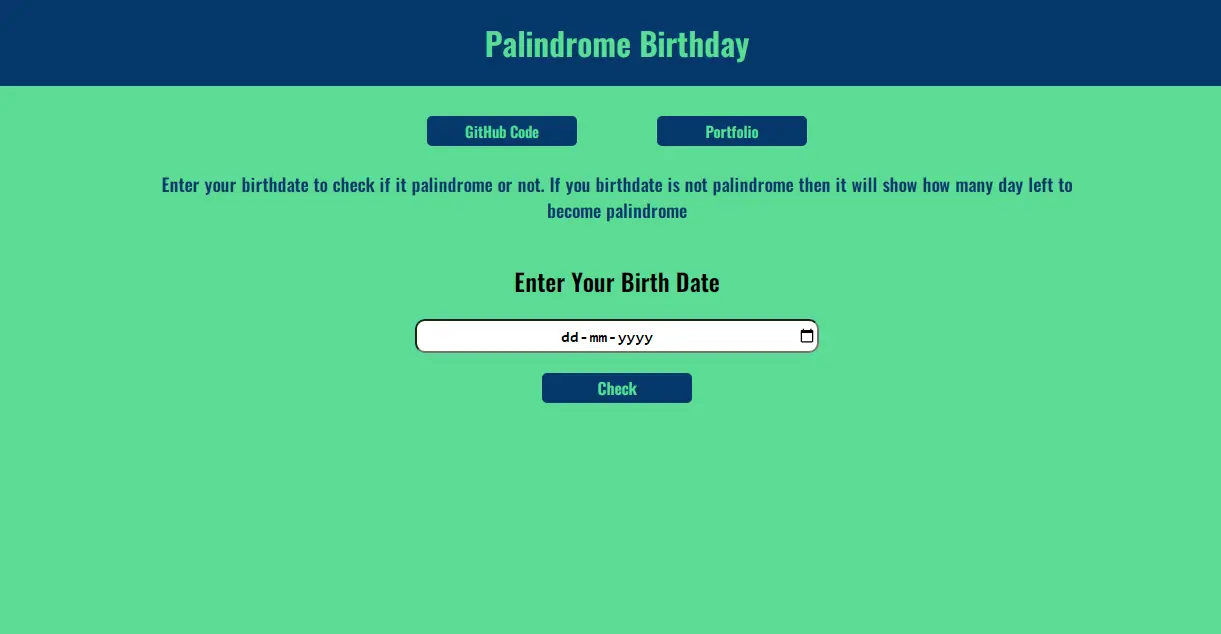 Palindrome Birthday
GitHub Code
Portfolio
Enter your birthdate to check if it palindrome or not. If you birthdate is not palindrome then it will show how many day left to
become palindrome
Enter Your Birth Date
dd-mm-yyyy
Check